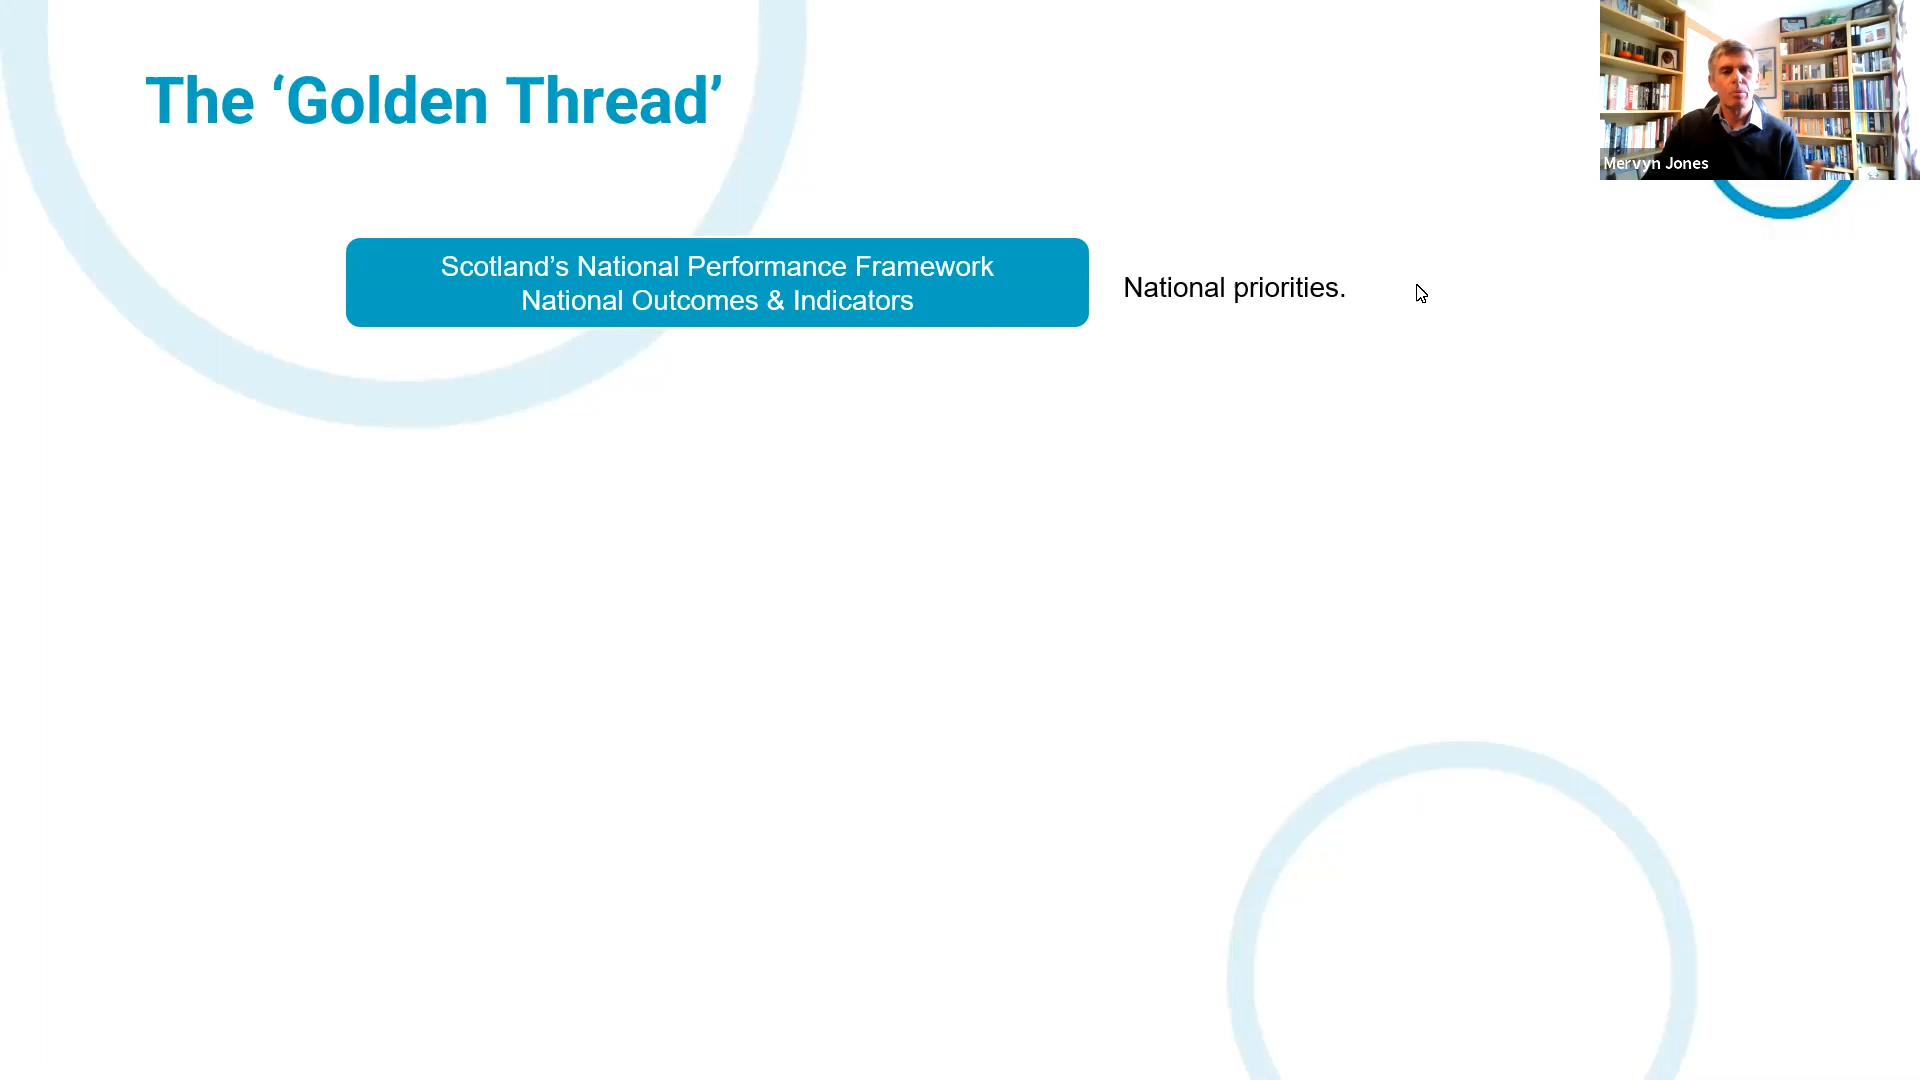 The ‘Golden Thread’
Scotland’s National Performance Framework
National Outcomes & Indicators
National priorities.
Mervyn Jones